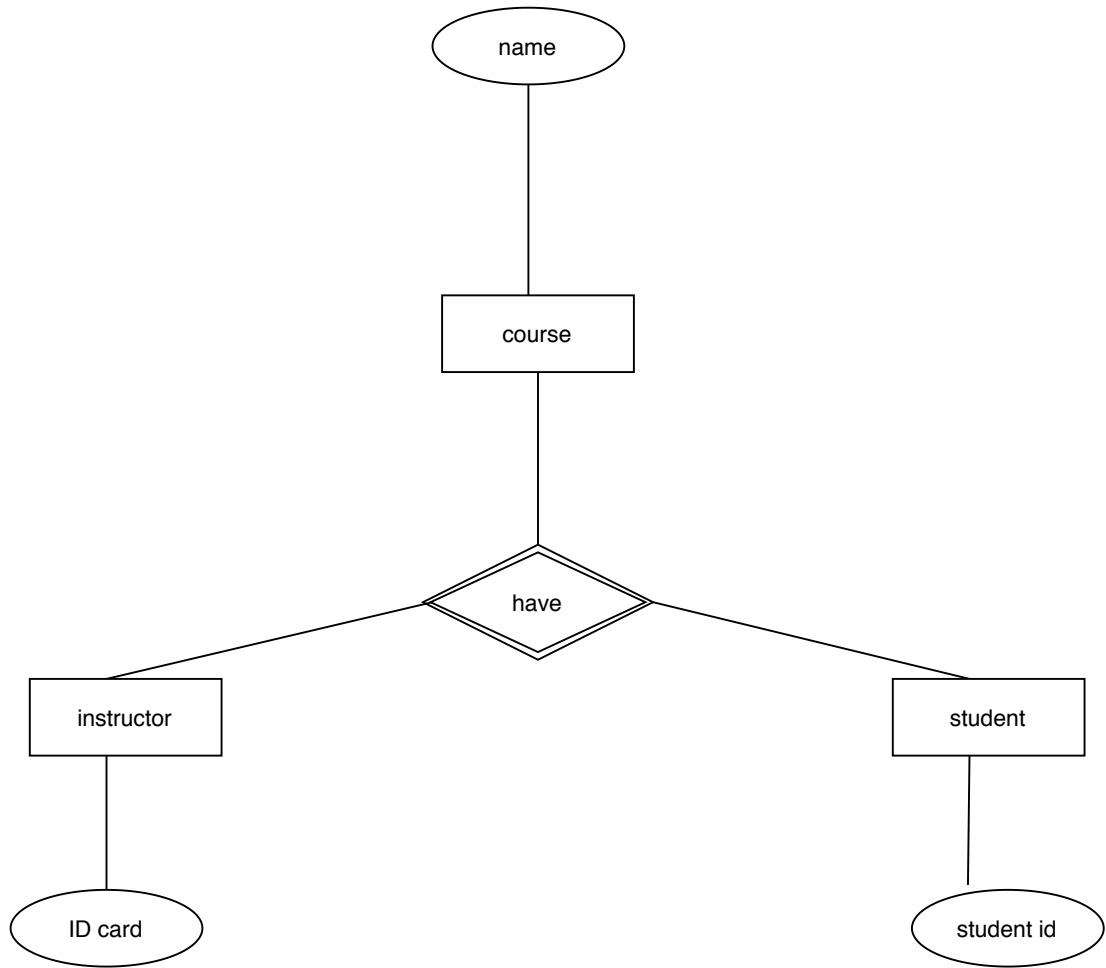 name
course
have
instructor
student
ID card
student id